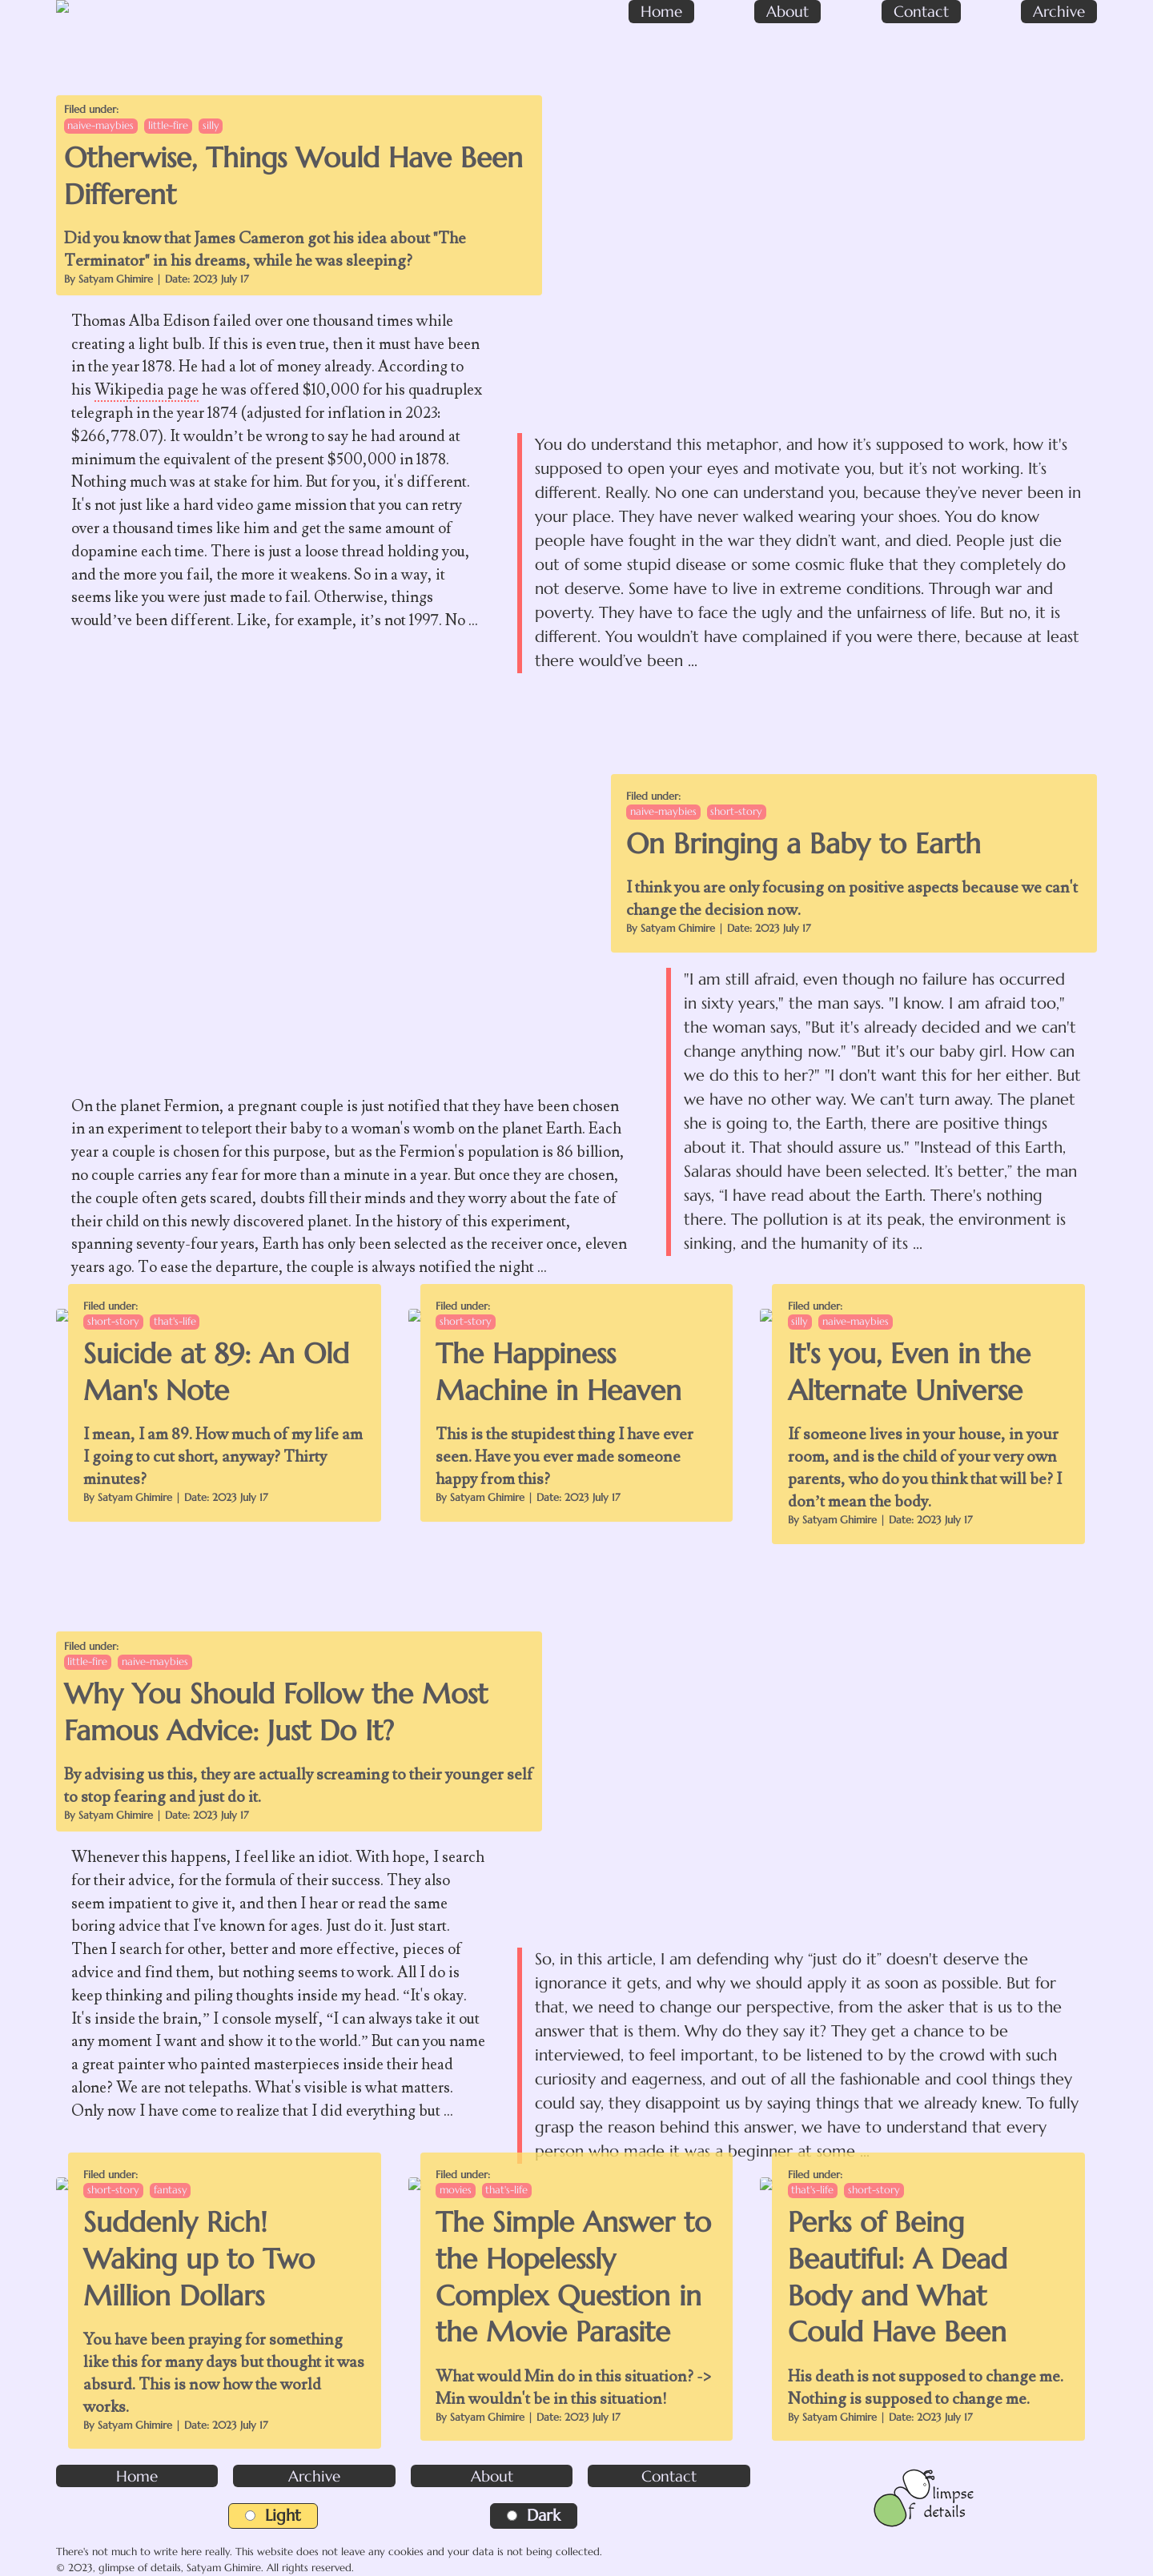 Home
About
Contact
Archive
Filed under:
naive-maybies little-fire silly
Otherwise, Things Would Have Been
Different
Did you know that James Cameron got his idea about "The
Terminator" in his dreams, while he was sleeping?
By Satyam Ghimire | Date: 2023 July 17
Thomas Alba Edison failed over one thousand times while
creating a light bulb. If this is even true, then it must have been
in the year 1878. He had a lot of money already. According to
his Wikipedia page he was offered $10,000 for his quadruplex
telegraph in the year 1874 (adjusted for inflation in 2023:
$266,778.07). It wouldn’t be wrong to say he had around at
minimum the equivalent of the present $500,000 in 1878.
Nothing much was at stake for him. But for you, it's different.
It's not just like a hard video game mission that you can retry
over a thousand times like him and get the same amount of
dopamine each time. There is just a loose thread holding you,
and the more you fail, the more it weakens. So in a way, it
seems like you were just made to fail. Otherwise, things
would’ve been different. Like, for example, it’s not 1997. No ...
You do understand this metaphor, and how it’s supposed to work, how it's
supposed to open your eyes and motivate you, but it’s not working. It’s
different. Really. No one can understand you, because they’ve never been in
your place. They have never walked wearing your shoes. You do know
people have fought in the war they didn’t want, and died. People just die
out of some stupid disease or some cosmic fluke that they completely do
not deserve. Some have to live in extreme conditions. Through war and
poverty. They have to face the ugly and the unfairness of life. But no, it is
different. You wouldn’t have complained if you were there, because at least
there would’ve been ...
Filed under:
naive-maybies short-story
On Bringing a Baby to Earth
I think you are only focusing on positive aspects because we can't
change the decision now.
By Satyam Ghimire | Date: 2023 July 17
"I am still afraid, even though no failure has occurred
in sixty years," the man says. "I know. I am afraid too,"
the woman says, "But it's already decided and we can't
change anything now." "But it's our baby girl. How can
we do this to her?" "I don't want this for her either. But
we have no other way. We can't turn away. The planet
she is going to, the Earth, there are positive things
about it. That should assure us." "Instead of this Earth,
Salaras should have been selected. It’s better,” the man
says, “I have read about the Earth. There's nothing
there. The pollution is at its peak, the environment is
sinking, and the humanity of its ...
On the planet Fermion, a pregnant couple is just notified that they have been chosen
in an experiment to teleport their baby to a woman's womb on the planet Earth. Each
year a couple is chosen for this purpose, but as the Fermion's population is 86 billion,
no couple carries any fear for more than a minute in a year. But once they are chosen,
the couple often gets scared, doubts fill their minds and they worry about the fate of
their child on this newly discovered planet. In the history of this experiment,
spanning seventy-four years, Earth has only been selected as the receiver once, eleven
years ago. To ease the departure, the couple is always notified the night ...
Filed under:
short-story that's-life
Suicide at 89: An Old
Man's Note
I mean, I am 89. How much of my life am
I going to cut short, anyway? Thirty
minutes?
By Satyam Ghimire | Date: 2023 July 17
Filed under:
short-story
The Happiness
Machine in Heaven
This is the stupidest thing I have ever
seen. Have you ever made someone
happy from this?
By Satyam Ghimire | Date: 2023 July 17
Filed under:
silly naive-maybies
It's you, Even in the
Alternate Universe
If someone lives in your house, in your
room, and is the child of your very own
parents, who do you think that will be? I
don’t mean the body.
By Satyam Ghimire | Date: 2023 July 17
Filed under:
little-fire naive-maybies
Why You Should Follow the Most
Famous Advice: Just Do It?
By advising us this, they are actually screaming to their younger self
to stop fearing and just do it.
By Satyam Ghimire | Date: 2023 July 17
Whenever this happens, I feel like an idiot. With hope, I search
for their advice, for the formula of their success. They also
seem impatient to give it, and then I hear or read the same
boring advice that I've known for ages. Just do it. Just start.
Then I search for other, better and more effective, pieces of
advice and find them, but nothing seems to work. All I do is
keep thinking and piling thoughts inside my head. “It's okay.
It's inside the brain,” I console myself, “I can always take it out
any moment I want and show it to the world.” But can you name
a great painter who painted masterpieces inside their head
alone? We are not telepaths. What's visible is what matters.
Only now I have come to realize that I did everything but ...
So, in this article, I am defending why “just do it” doesn't deserve the
ignorance it gets, and why we should apply it as soon as possible. But for
that, we need to change our perspective, from the asker that is us to the
answer that is them. Why do they say it? They get a chance to be
interviewed, to feel important, to be listened to by the crowd with such
curiosity and eagerness, and out of all the fashionable and cool things they
could say, they disappoint us by saying things that we already knew. To fully
grasp the reason behind this answer, we have to understand that every
person who made it was a beginner at some ...
Filed under:
short-story fantasy
Suddenly Rich!
Waking up to Two
Million Dollars
You have been praying for something
like this for many days but thought it was
absurd. This is now how the world
works.
By Satyam Ghimire | Date: 2023 July 17
Filed under:
movies that's-life
The Simple Answer to
the Hopelessly
Complex Question in
the Movie Parasite
What would Min do in this situation? ->
Min wouldn't be in this situation!
By Satyam Ghimire | Date: 2023 July 17
Filed under:
that's-life short-story
Perks of Being
Beautiful: A Dead
Body and What
Could Have Been
His death is not supposed to change me.
Nothing is supposed to change me.
By Satyam Ghimire | Date: 2023 July 17
Home
Archive
About
Contact
Light
Dark
limpse
f details
There's not much to write here really. This website does not leave any cookies and your data is not being collected.
© 2023, glimpse of details, Satyam Ghimire. All rights reserved.